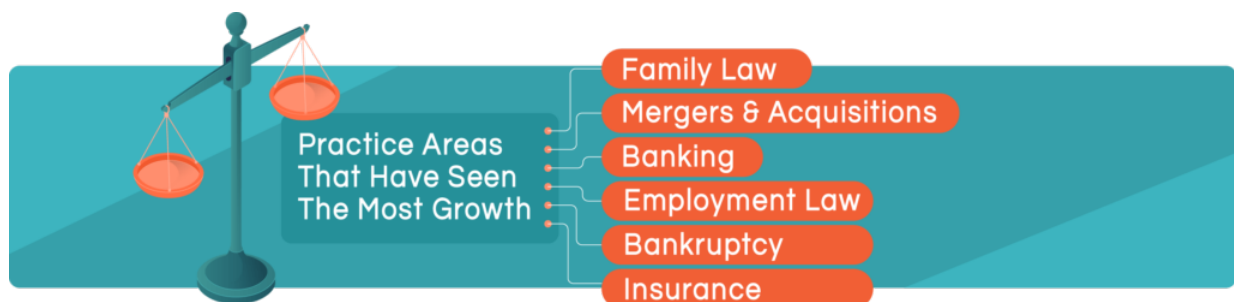 Practice Areas
That Have Seen
The Most Growth
Family Law
Mergers & Acquisitions
Banking
Employment Law
Bankruptcy
Insurance